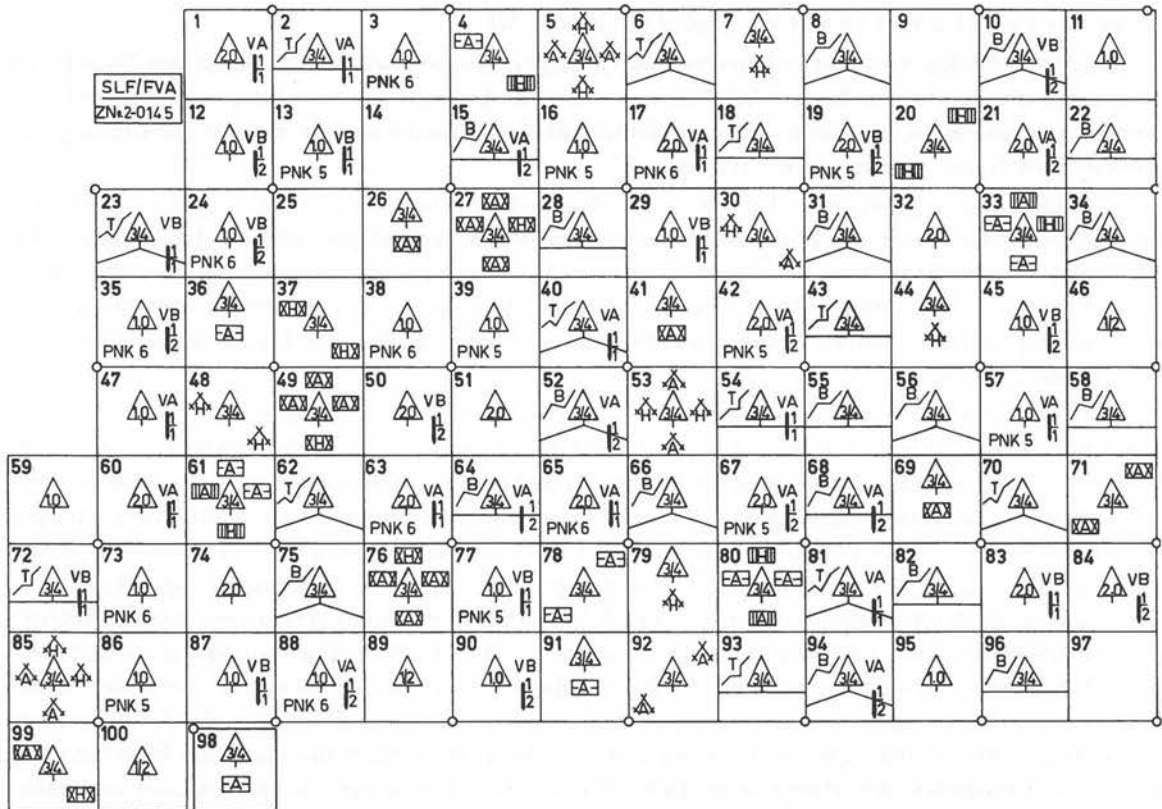 1 2 3 4 5 6 7 8 9 10 11
-A- H T B B
2,0 VA 1/1 3/4 VA 1/1 1,0 3/4 A 3/4 A 3/4 3/4 3/4 3/4 VB 1/2 1,0
PNK 6 H H H
SLF/FVA
ZNr.2-0145
12 13 14 15 16 17 18 19 20 21 22
B T B H B
1,0 VB 1/2 1,0 VB 1/1 3/4 VA 1/2 1,0 2,0 VA 1/1 3/4 2,0 VB 1/2 3/4 2,0 VA 1/2 3/4
PNK 5 PNK 5 PNK 6 PNK 5 H
23 24 25 26 27 28 29 30 31 32 33 34
T A B H B A B
3/4 VB 1/1 1,0 VB 1/2 3/4 A 3/4 H 3/4 1,0 VB 1/1 3/4 3/4 2,0 -A- 3/4 H 3/4
PNK 6 A A A -A-
35 36 37 38 39 40 41 42 43 44 45 46
H T T
1,0 VB 1/2 3/4 3/4 1,0 1,0 3/4 VA 1/1 3/4 2,0 VA 1/2 3/4 3/4 1,0 VB 1/2 1/2
PNK 6 -A- H PNK 6 PNK 5 A PNK 5 H PNK 6
47 48 49 50 51 52 53 54 55 56 57 58
H A B A T B B B
1,0 VA 1/1 3/4 A 3/4 A 2,0 VB 1/2 2,0 3/4 VA 1/2 H 3/4 H 3/4 VA 1/1 3/4 3/4 1,0 VA 1/1 3/4
H H A PNK 5
59 60 61 62 63 64 65 66 67 68 69 70 71
-A- T B B B T A
1,0 2,0 VA 1/1 A 3/4 -A- 3/4 2,0 VA 1/1 3/4 VA 1/2 2,0 VA 1/1 3/4 2,0 VA 1/2 3/4 VA 1/2 3/4 3/4 3/4
H PNK 6 PNK 6 PNK 5 A A
72 73 74 75 76 77 78 79 80 81 82 83 84
T B H -A- H T B
3/4 VB 1/1 1,0 2,0 3/4 A 3/4 A 1,0 VB 1/2 3/4 3/4 -A- 3/4 -A- 3/4 VA 1/1 3/4 2,0 VB 1/1 2,0 VB 1/2
PNK 6 A PNK 5 -A- H A
85 86 87 88 89 90 91 92 93 94 95 96 97
H A T B B
A 3/4 H 1,0 1,0 VB 1/1 1,0 VA 1/2 1/2 1,0 VB 1/1 3/4 3/4 3/4 3/4 VA 1/2 1,0 3/4
A PNK 5 PNK 6 -A- A
99 100 98
A 3/4 1/2 3/4
H -A-